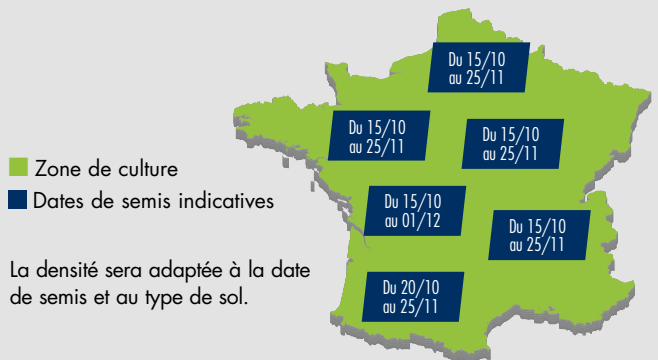 Du 15/10
au 25/11
Du 15/10
au 25/11
Du 15/10
au 25/11
Zone de culture
Dates de semis indicatives
Du 15/10
au 01/12
Du 15/10
au 25/11
La densité sera adaptée à la date
de semis et au type de sol.
Du 20/10
au 25/11